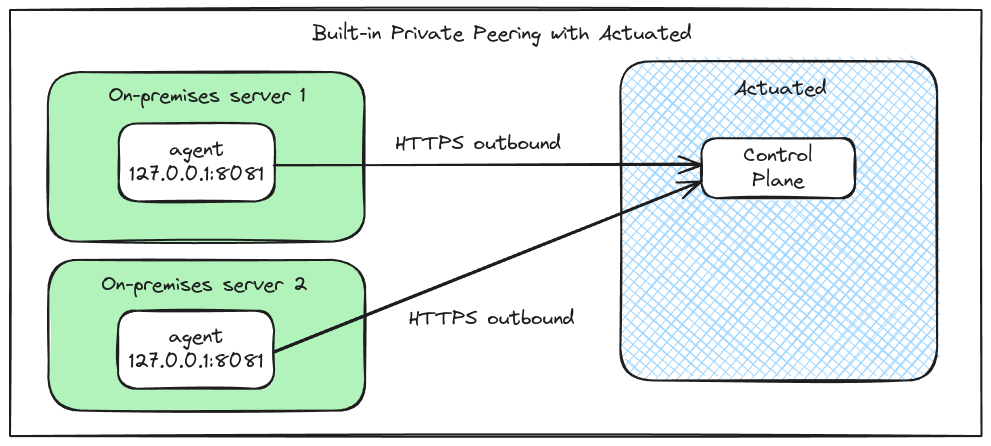 Built-in Private Peering with Actuated
On-premises server 1
agent
127.0.0.1:8081
HTTPS outbound
Actuated
Control
Plane
On-premises server 2
agent
127.0.0.1:8081
HTTPS outbound